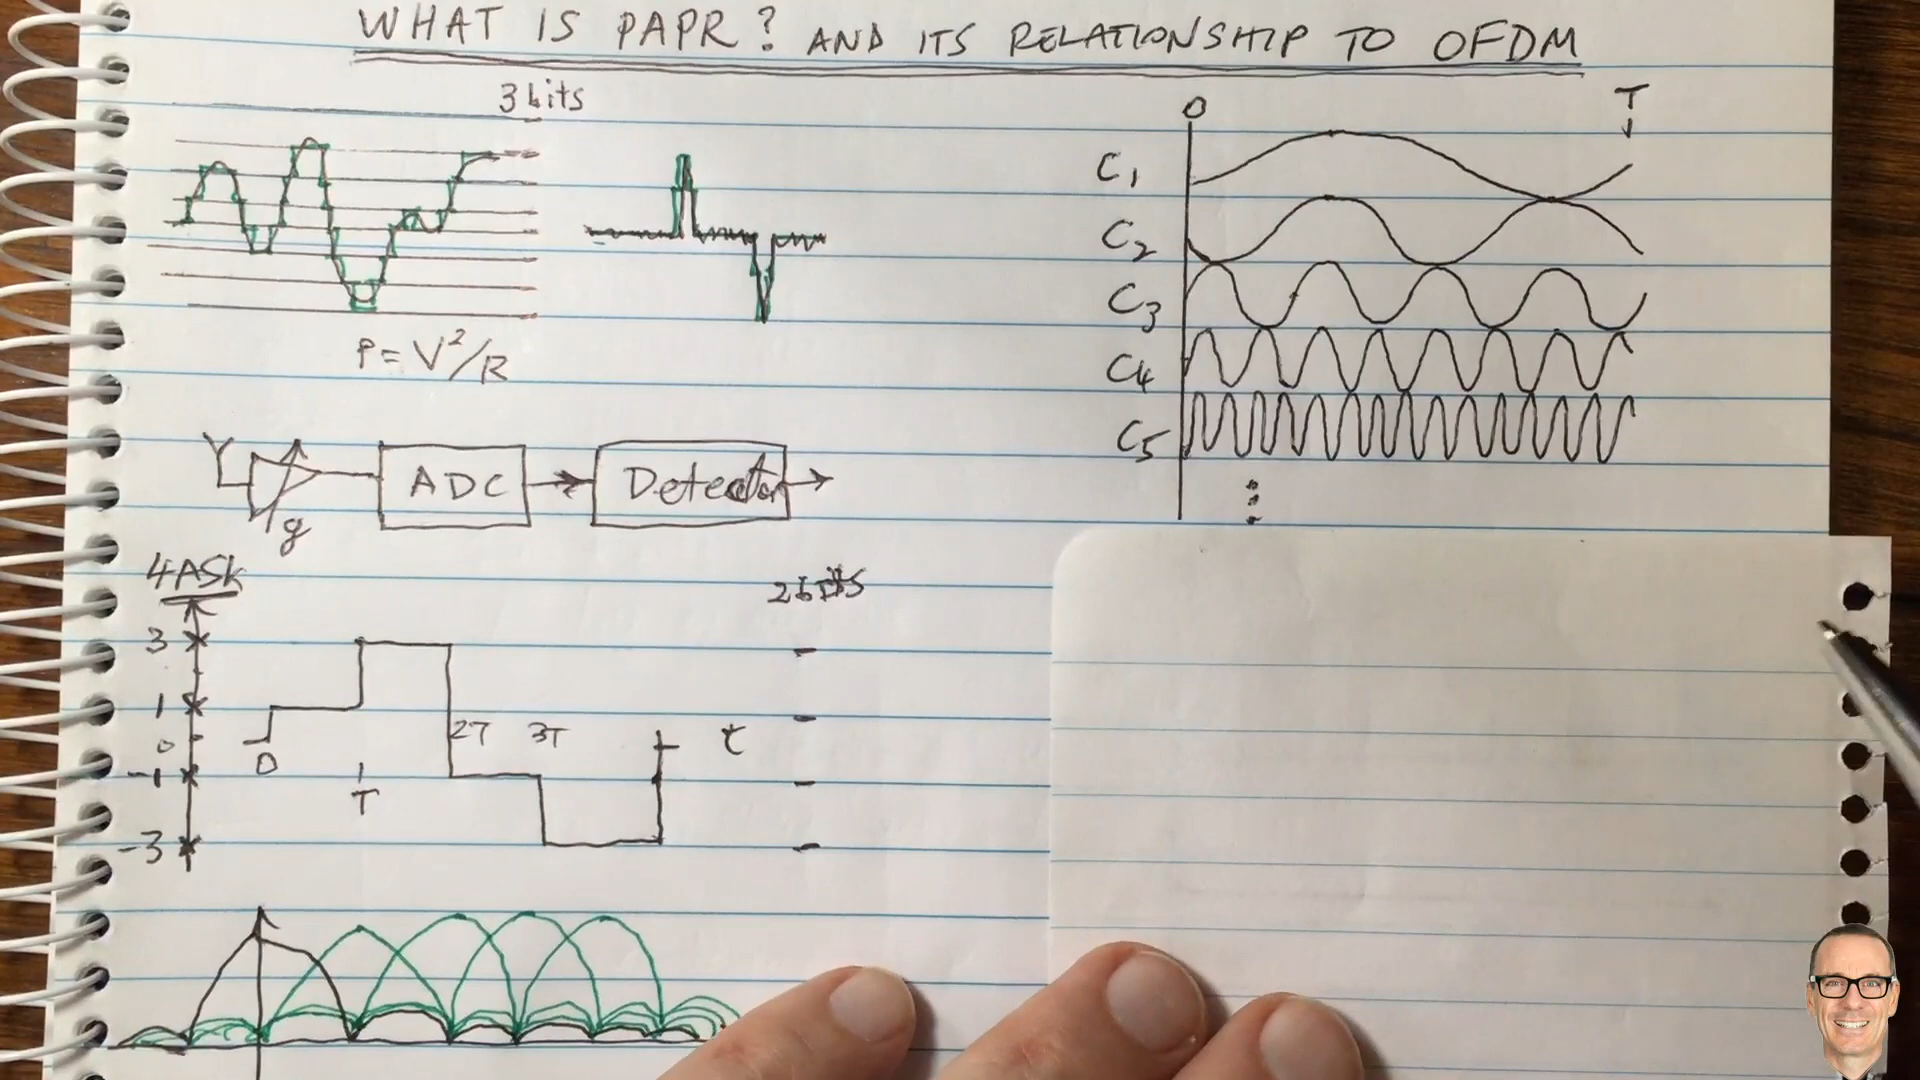 WHAT IS PAPR? AND ITS RELATIONSHIP TO OFDM
3 bits
P = V²/R
g
ADC
Detector
4ASK
3
1
0
-1
-3
0
T
2T
3T
t
2 bits
0
T
C₁
C₂
C₃
C₄
C₅